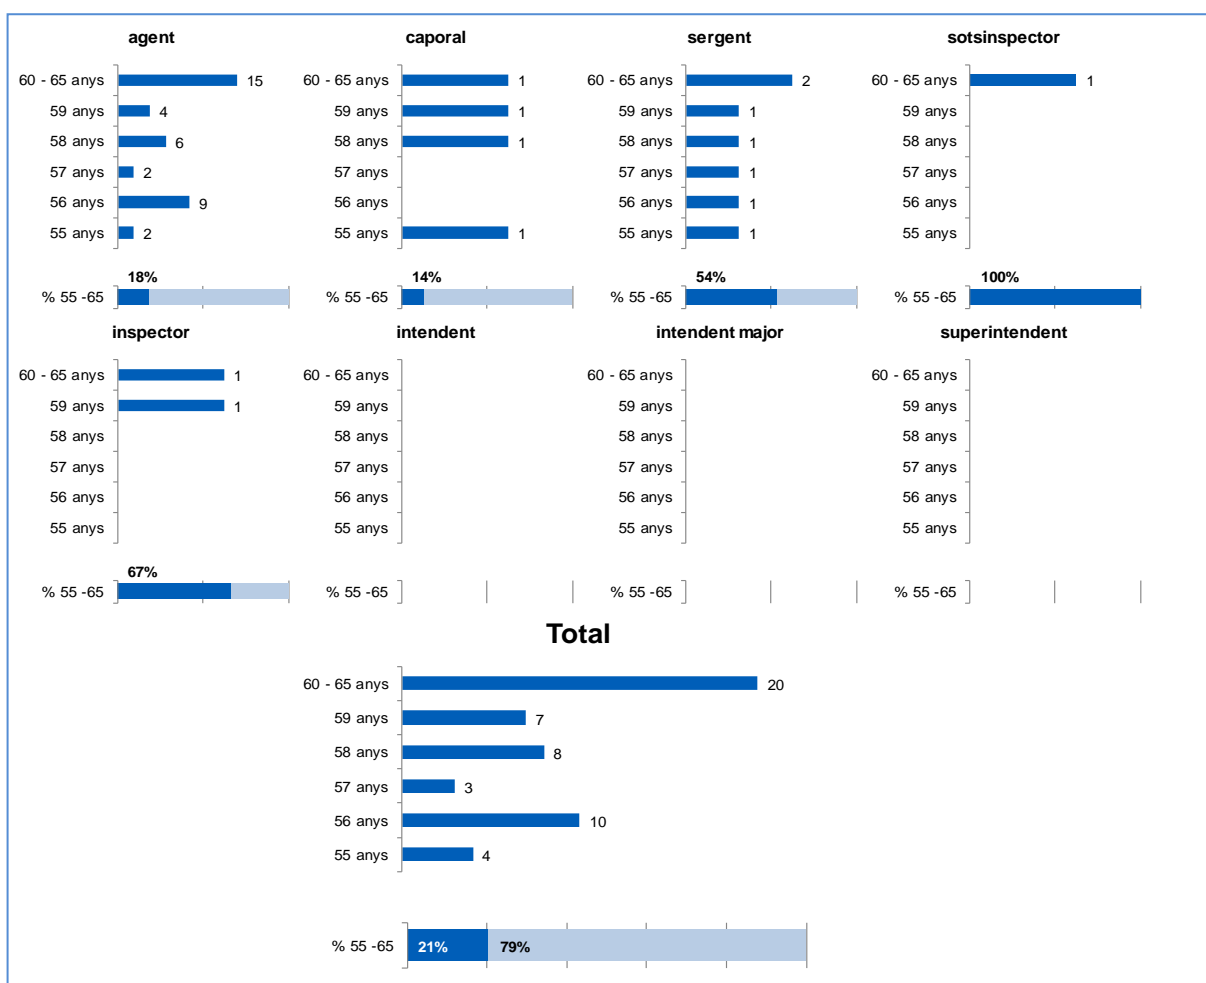 agent
60 - 65 anys 15
59 anys 4
58 anys 6
57 anys 2
56 anys 9
55 anys 2
18%
% 55 -65
caporal
60 - 65 anys 1
59 anys 1
58 anys 1
57 anys
56 anys
55 anys 1
14%
% 55 -65
sergent
60 - 65 anys 2
59 anys 1
58 anys 1
57 anys 1
56 anys 1
55 anys 1
54%
% 55 -65
sotsinspector
60 - 65 anys 1
59 anys
58 anys
57 anys
56 anys
55 anys
100%
% 55 -65
inspector
60 - 65 anys 1
59 anys 1
58 anys
57 anys
56 anys
55 anys
67%
% 55 -65
intendent
60 - 65 anys
59 anys
58 anys
57 anys
56 anys
55 anys
% 55 -65
intendent major
60 - 65 anys
59 anys
58 anys
57 anys
56 anys
55 anys
% 55 -65
superintendent
60 - 65 anys
59 anys
58 anys
57 anys
56 anys
55 anys
% 55 -65
Total
60 - 65 anys 20
59 anys 7
58 anys 8
57 anys 3
56 anys 10
55 anys 4
% 55 -65 21% 79%